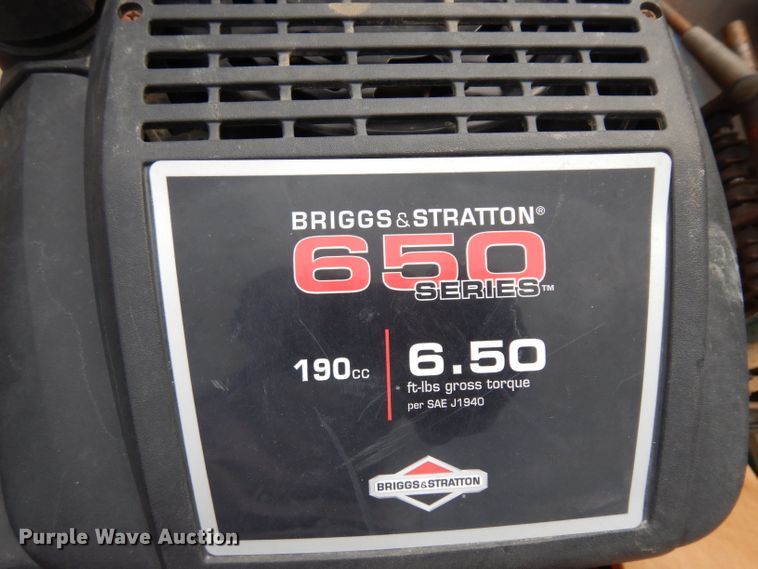 BRIGGS & STRATTON®
650
SERIES™
190cc
6.50
ft-lbs gross torque
per SAE J1940
BRIGGS&STRATTON
Purple Wave Auction®